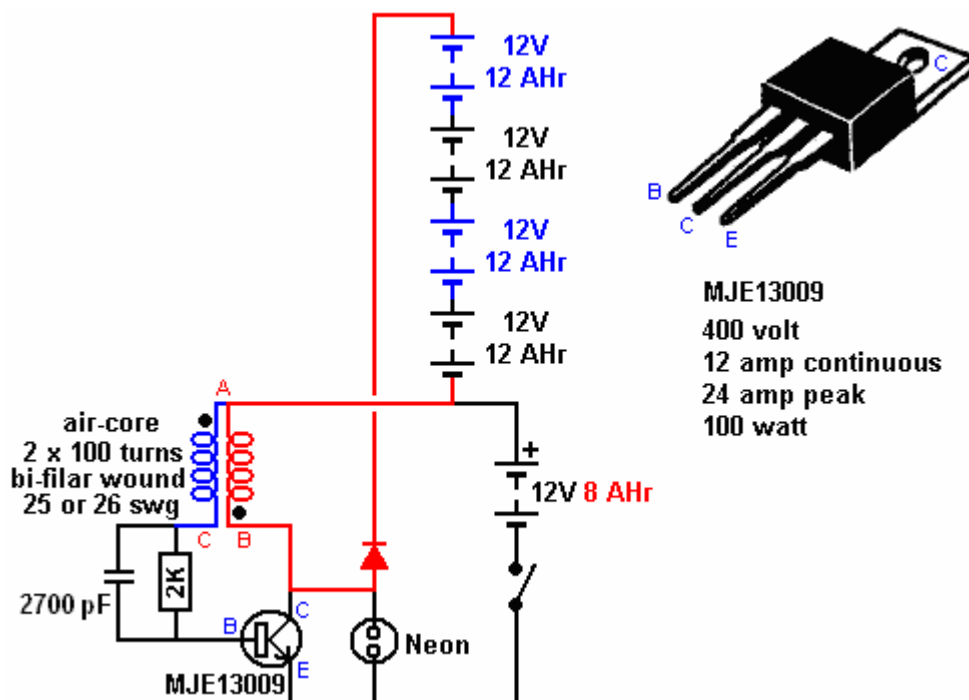 12V
12 AHr
12V
12 AHr
12V
12 AHr
12V
12 AHr
C
B
C
E
MJE13009
400 volt
12 amp continuous
24 amp peak
100 watt
A
air-core
2 x 100 turns
bi-filar wound
25 or 26 swg
C
B
+
12V 8 AHr
2700 pF
2K
B
C
E
MJE13009
Neon